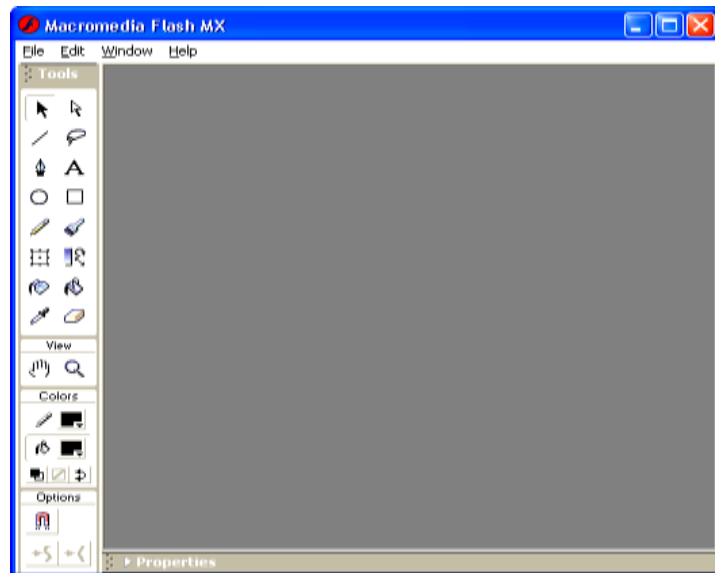 Macromedia Flash MX
File Edit Window Help
Tools
View
Colors
Options
Properties